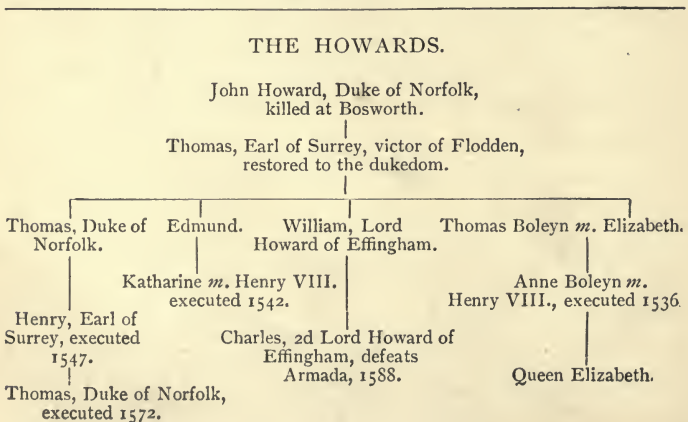 THE HOWARDS.
John Howard, Duke of Norfolk,
killed at Bosworth.
Thomas, Earl of Surrey, victor of Flodden,
restored to the dukedom.
Thomas, Duke of
Norfolk.
Edmund.
William, Lord
Howard of Effingham.
Thomas Boleyn m. Elizabeth.
Katharine m. Henry VIII.
executed 1542.
Anne Boleyn m.
Henry VIII., executed 1536.
Henry, Earl of
Surrey, executed
1547.
Charles, 2d Lord Howard of
Effingham, defeats
Armada, 1588.
Queen Elizabeth.
Thomas, Duke of Norfolk,
executed 1572.